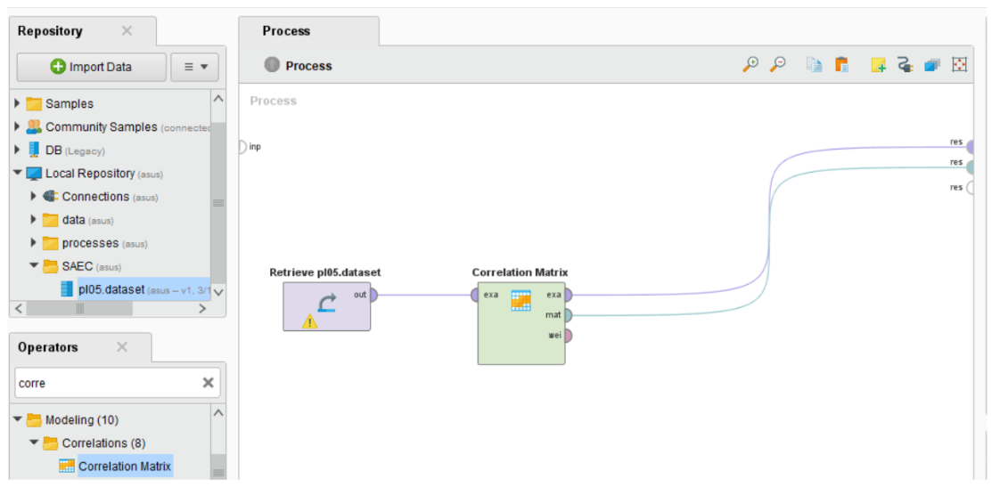 Repository
Import Data
Samples
Community Samples (connected
DB (Legacy)
Local Repository (asus)
Connections (asus)
data (asus)
processes (asus)
SAEC (asus)
pl05.dataset (asus – v1, 3/1
Operators
corre
Modeling (10)
Correlations (8)
Correlation Matrix
Process
Process
Process
inp
res
res
res
Retrieve pl05.dataset
out
Correlation Matrix
exa
exa
mat
wei